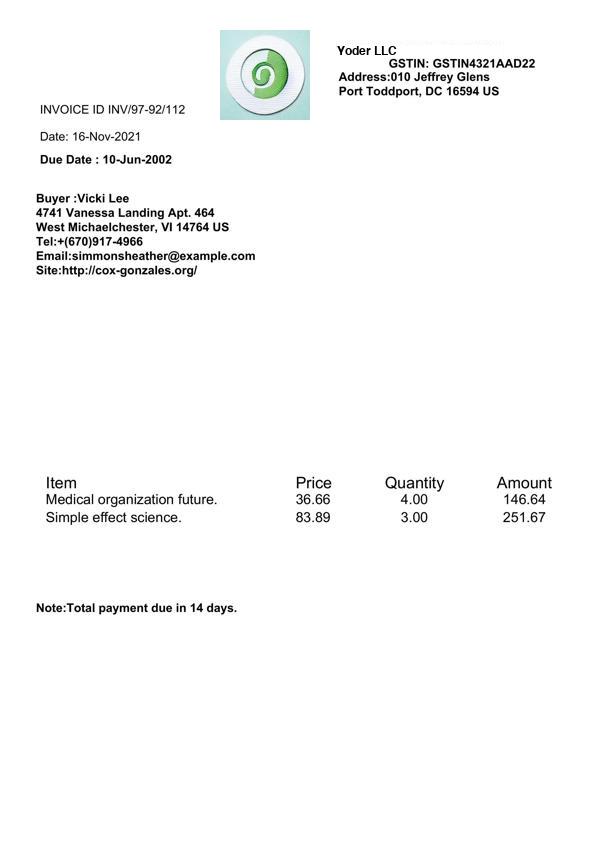 Yoder LLC
GSTIN: GSTIN4321AAD22
Address:010 Jeffrey Glens
Port Toddport, DC 16594 US
INVOICE ID INV/97-92/112
Date: 16-Nov-2021
Due Date : 10-Jun-2002
Buyer :Vicki Lee
4741 Vanessa Landing Apt. 464
West Michaelchester, VI 14764 US
Tel:+(670)917-4966
Email:simmonsheather@example.com
Site:http://cox-gonzales.org/
Item Price Quantity Amount
Medical organization future. 36.66 4.00 146.64
Simple effect science. 83.89 3.00 251.67
Note:Total payment due in 14 days.